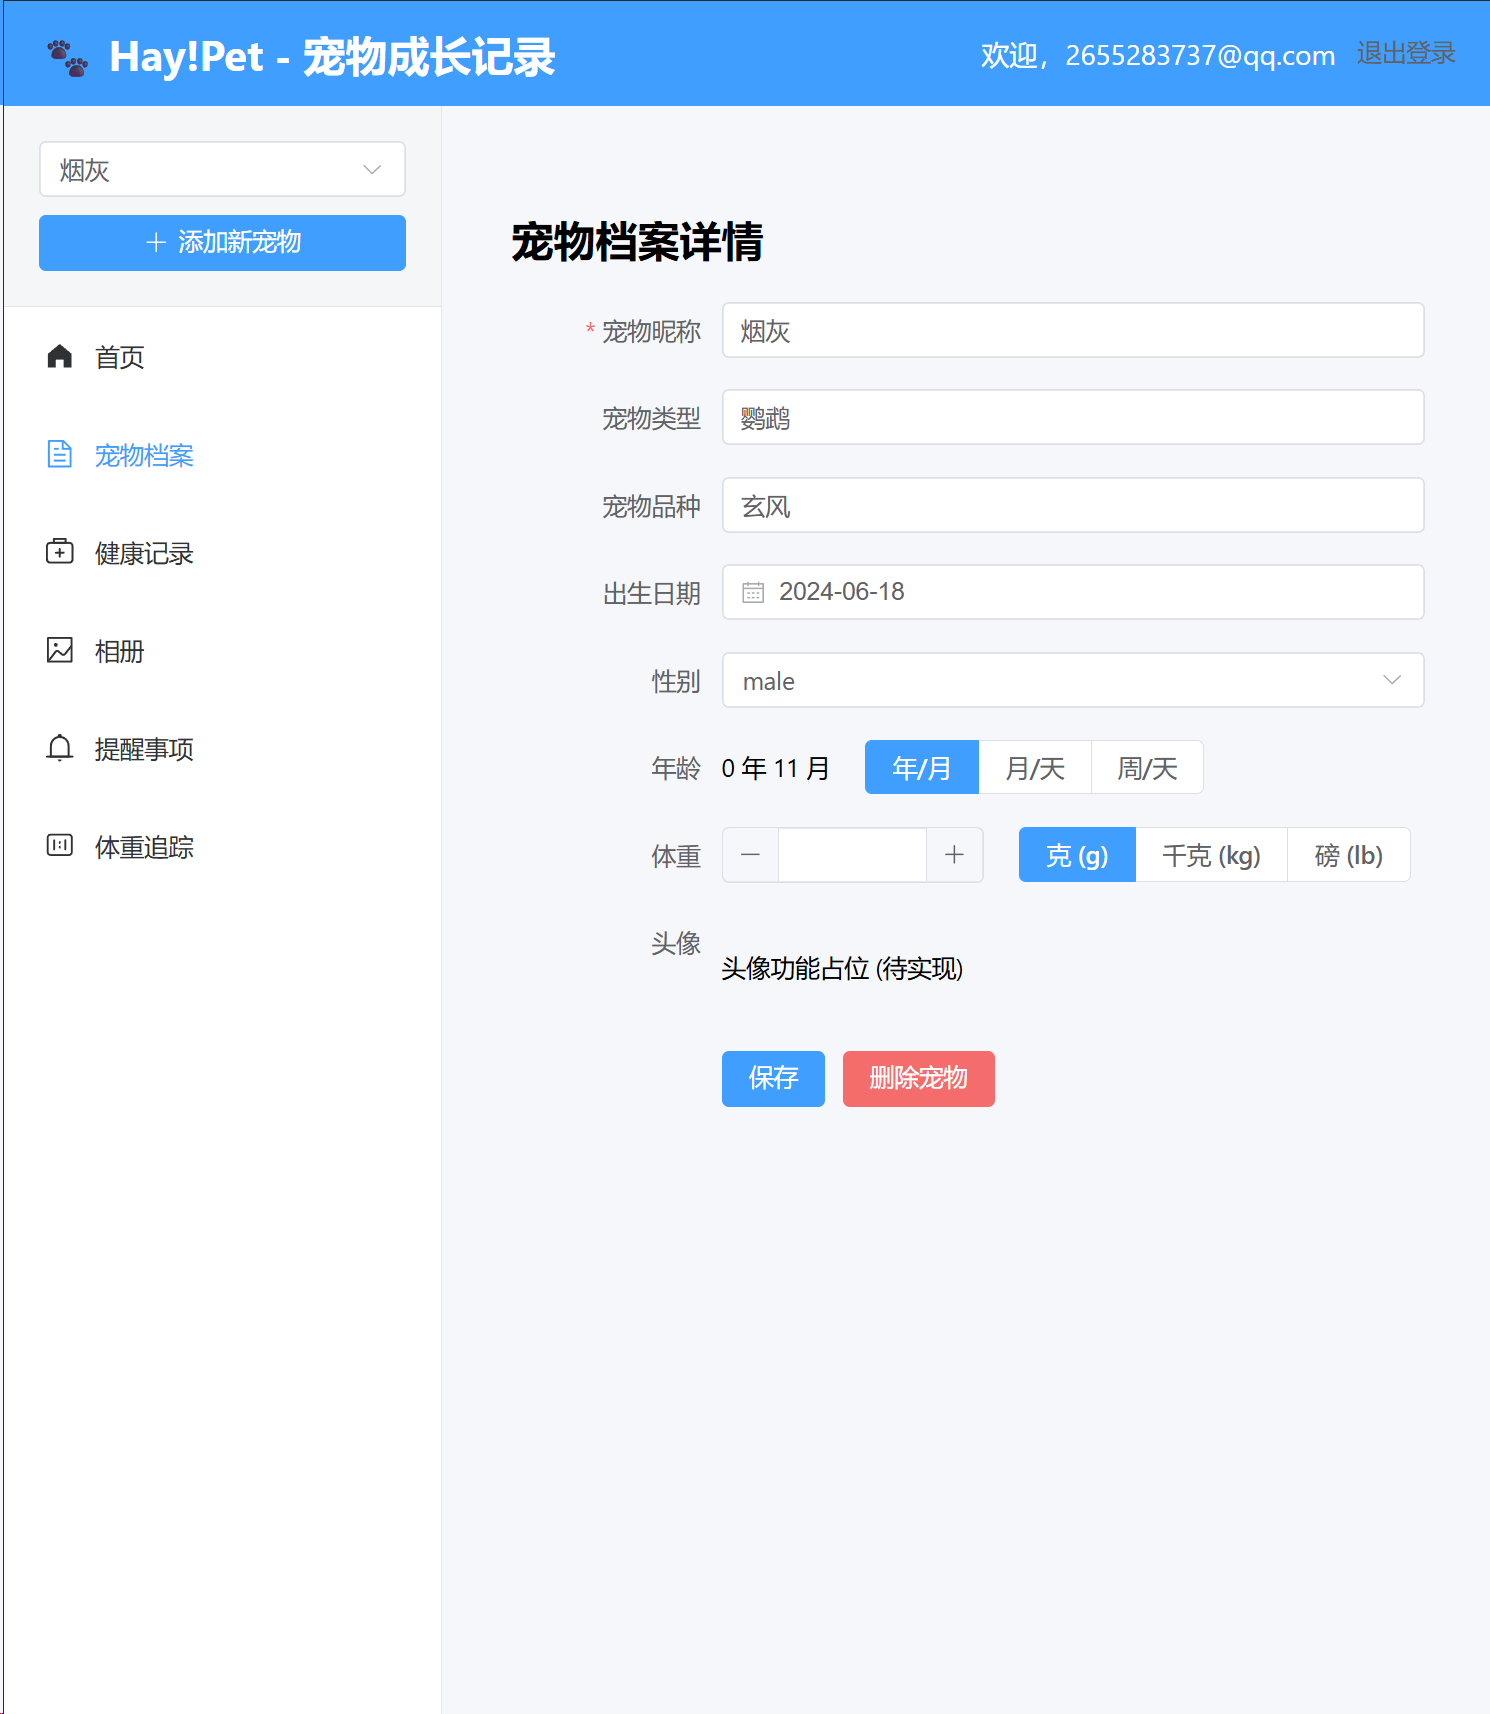 Hay!Pet - 宠物成长记录
欢迎，2655283737@qq.com 退出登录
烟灰
添加新宠物
首页
宠物档案
健康记录
相册
提醒事项
体重追踪
宠物档案详情
* 宠物昵称 烟灰
宠物类型 鹦鹉
宠物品种 玄风
出生日期 2024-06-18
性别 male
年龄 0 年 11 月 年/月 月/天 周/天
体重 克 (g) 千克 (kg) 磅 (lb)
头像
头像功能占位 (待实现)
保存 删除宠物